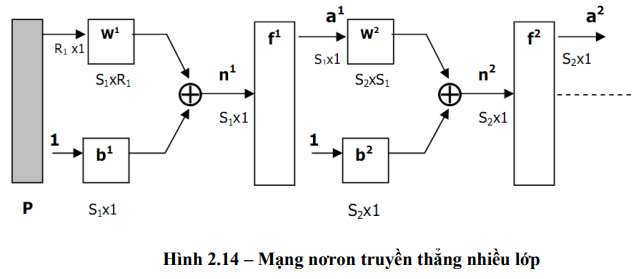 a¹ a²
W¹ f¹ W² f²
R₁ x1 S₁x1 S₂x1
S₁xR₁ n¹ S₂xS₁ n²
S₁x1 S₂x1
1 b¹ 1 b²
P S₁x1 S₂x1
Hình 2.14 – Mạng nơron truyền thẳng nhiều lớp